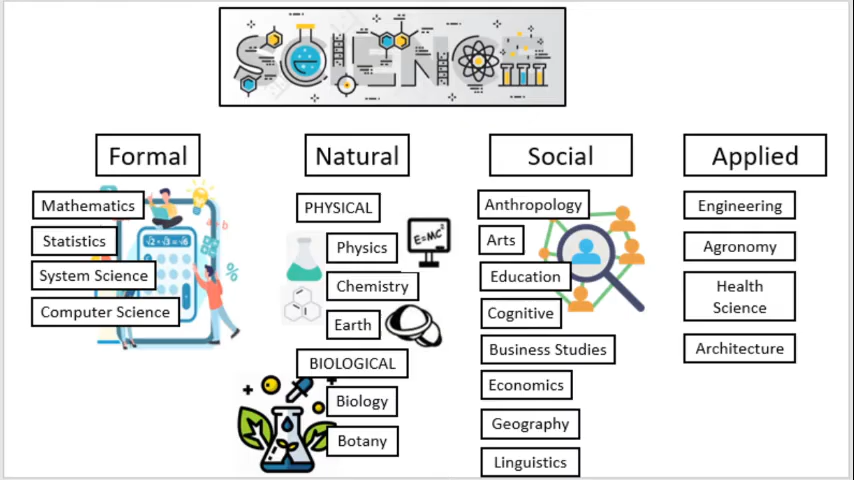 SCIENCE
Formal
Mathematics
Statistics
System Science
Computer Science
Natural
PHYSICAL
Physics
E=MC²
Chemistry
Earth
BIOLOGICAL
Biology
Botany
Social
Anthropology
Arts
Education
Cognitive
Business Studies
Economics
Geography
Linguistics
Applied
Engineering
Agronomy
Health
Science
Architecture
%